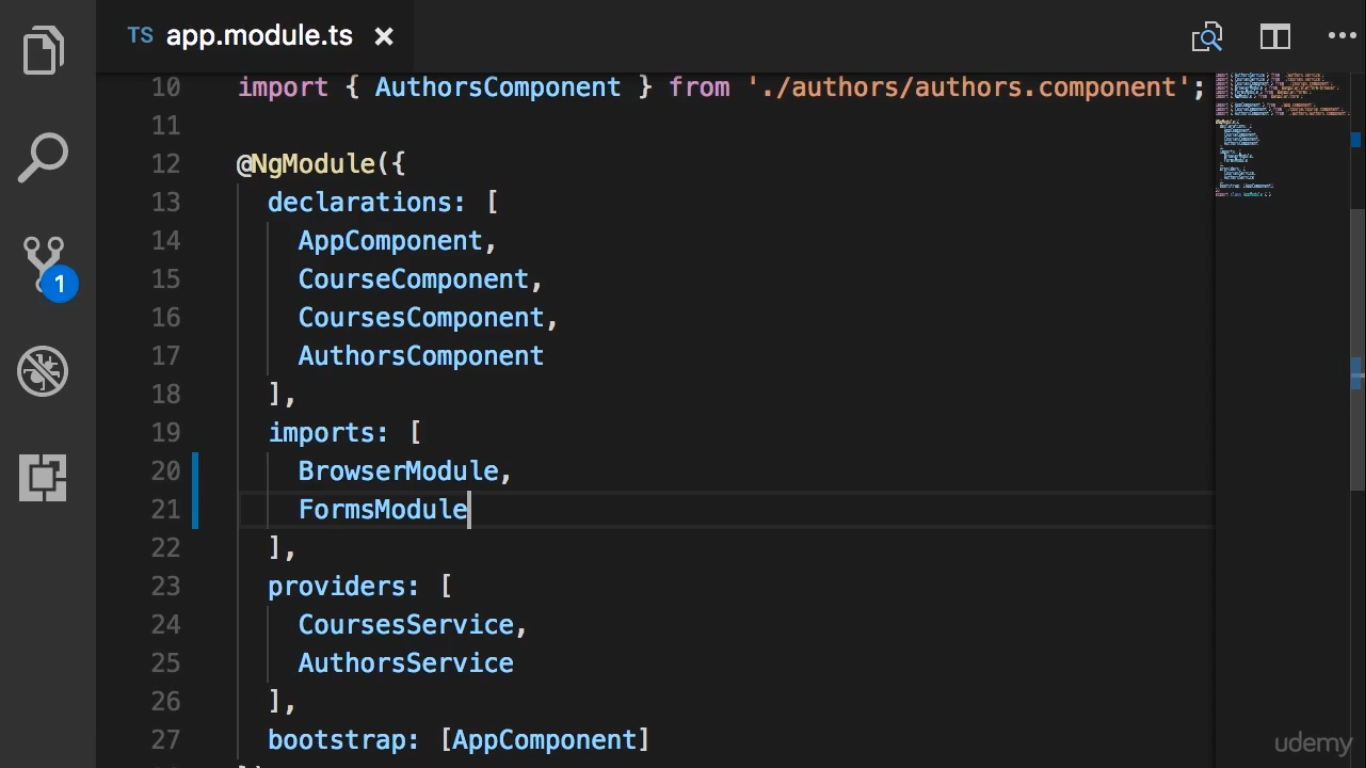 TS app.module.ts ×
10 import { AuthorsComponent } from './authors/authors.component';
11
12 @NgModule({
13 declarations: [
14 AppComponent,
15 CourseComponent,
16 CoursesComponent,
17 AuthorsComponent
18 ],
19 imports: [
20 BrowserModule,
21 FormsModule
22 ],
23 providers: [
24 CoursesService,
25 AuthorsService
26 ],
27 bootstrap: [AppComponent]
1
udemy